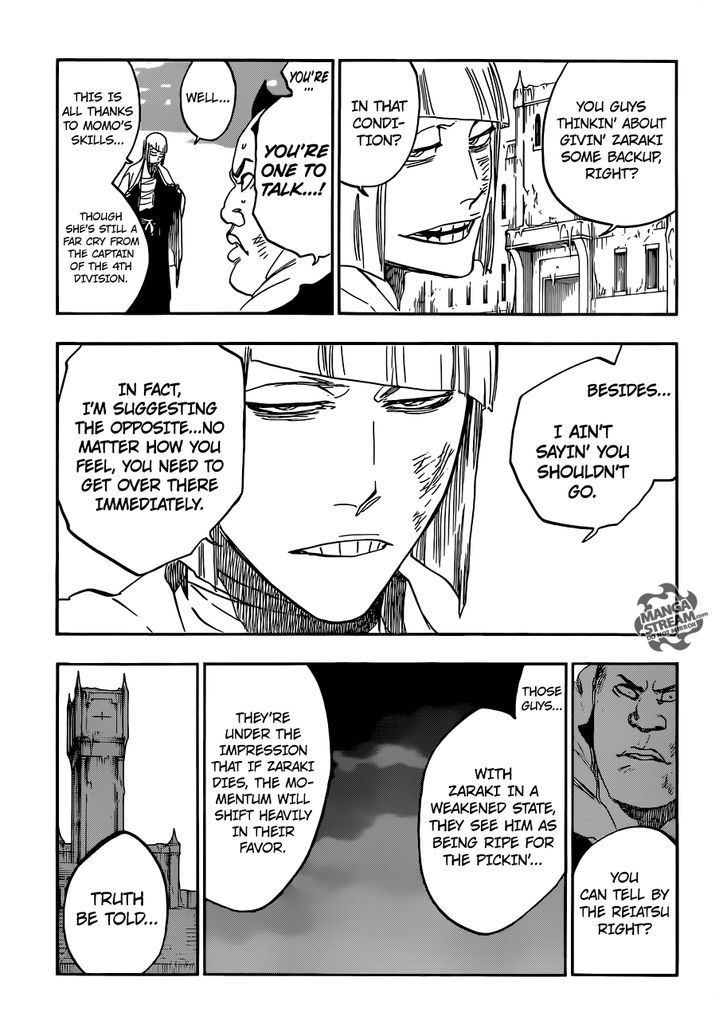 YOU GUYS
THINKIN' ABOUT
GIVIN' ZARAKI
SOME BACKUP,
RIGHT?
IN THAT
CONDI-
TION?
YOU'RE
...
YOU'RE
ONE TO
TALK...!
WELL...
THIS IS
ALL THANKS
TO MOMO'S
SKILLS...
THOUGH
SHE'S STILL A
FAR CRY FROM
THE CAPTAIN
OF THE 4TH
DIVISION.
BESIDES...
I AIN'T
SAYIN' YOU
SHOULDN'T
GO.
IN FACT,
I'M SUGGESTING
THE OPPOSITE...NO
MATTER HOW YOU
FEEL, YOU NEED TO
GET OVER THERE
IMMEDIATELY.
MANGA
STREAM.
DO NOT MIRROR!
YOU
CAN TELL BY
THE REIATSU
RIGHT?
THOSE
GUYS...
WITH
ZARAKI IN A
WEAKENED STATE,
THEY SEE HIM AS
BEING RIPE FOR
THE PICKIN'...
THEY'RE
UNDER THE
IMPRESSION
THAT IF ZARAKI
DIES, THE MO-
MENTUM WILL
SHIFT HEAVILY
IN THEIR
FAVOR.
TRUTH
BE TOLD...